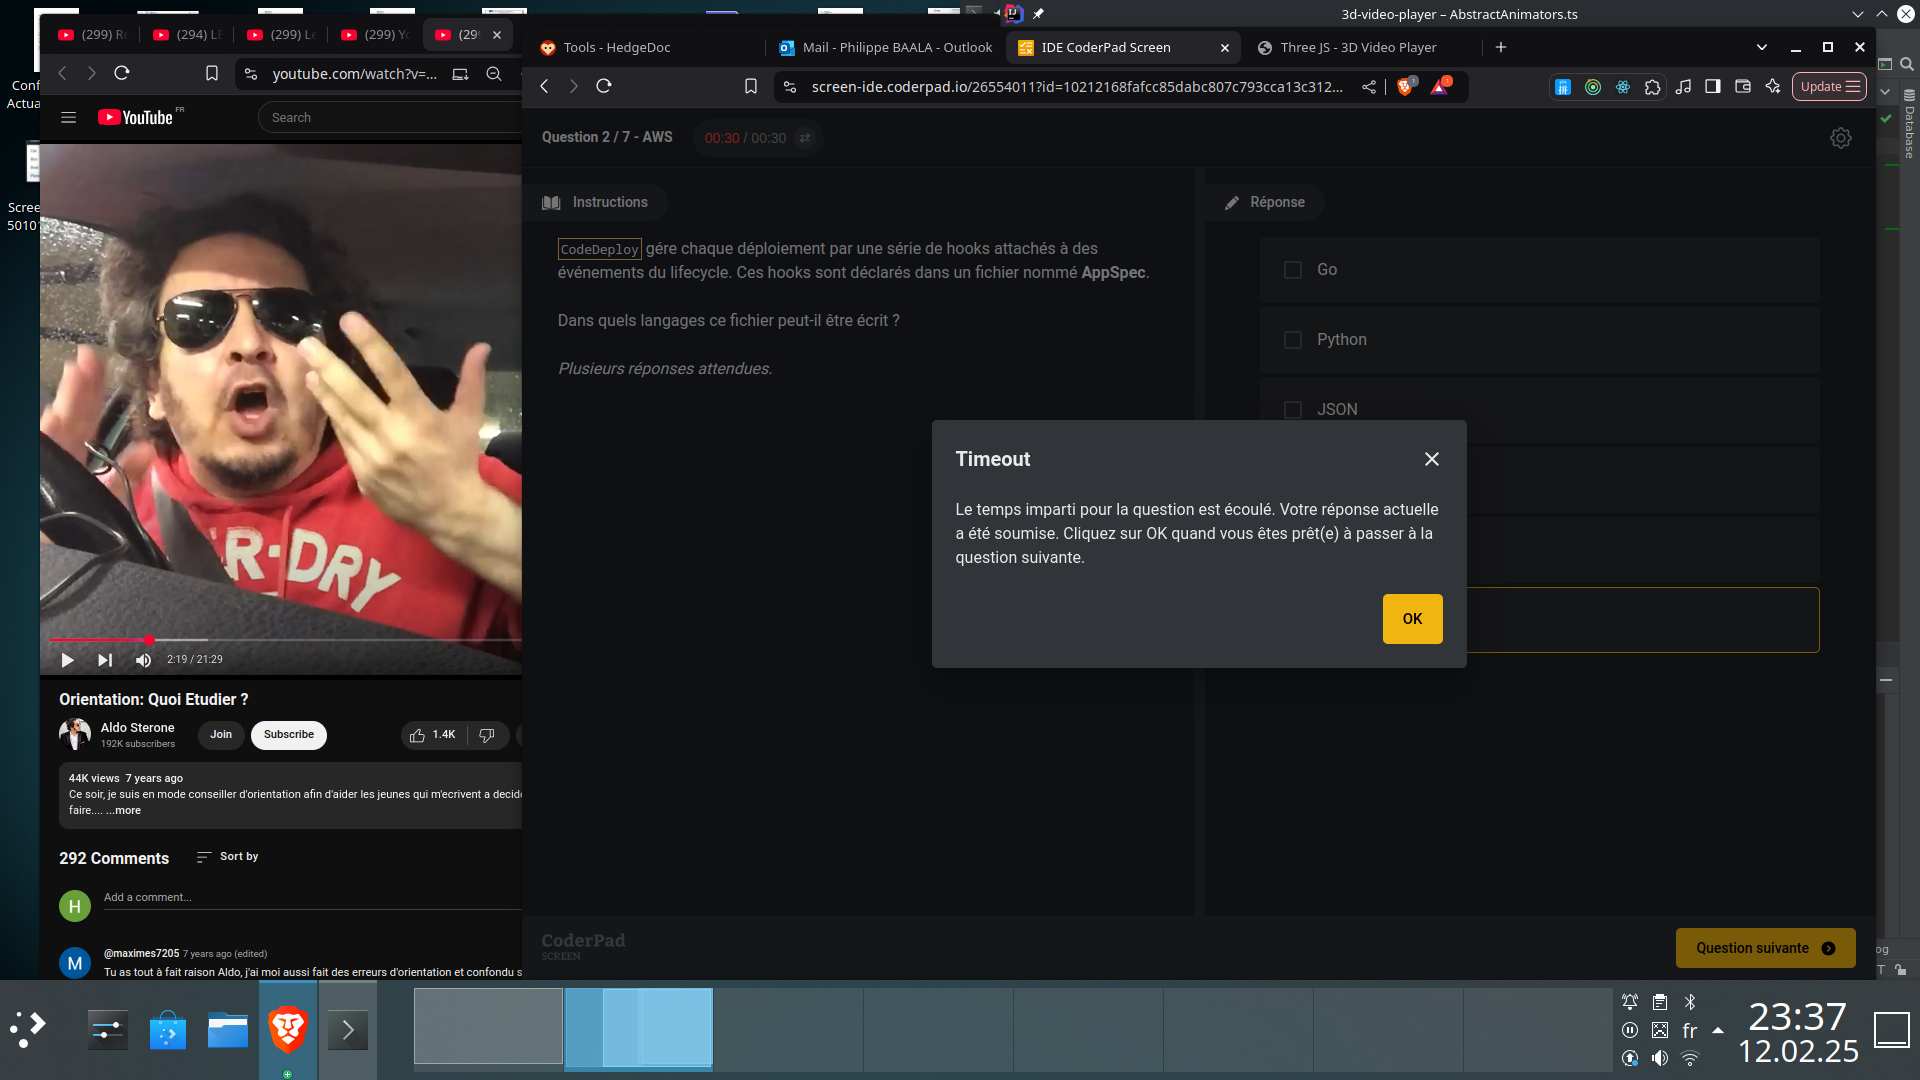 3d-video-player – AbstractAnimators.ts
(299) R
(294) L
(299) L
(299) Y
(29
Tools - HedgeDoc
Mail - Philippe BAALA - Outlook
IDE CoderPad Screen
Three JS - 3D Video Player
youtube.com/watch?v=...
screen-ide.coderpad.io/26554011?id=10212168fafcc85dabc807c793cca13c312...
Update
Conf
Actua
Scree
5010
YouTube FR
Search
Database
Question 2 / 7 - AWS
00:30 / 00:30
Instructions
CodeDeploy gére chaque déploiement par une série de hooks attachés à des
événements du lifecycle. Ces hooks sont déclarés dans un fichier nommé AppSpec.
Dans quels langages ce fichier peut-il être écrit ?
Plusieurs réponses attendues.
Réponse
Go
Python
JSON
Timeout
Le temps imparti pour la question est écoulé. Votre réponse actuelle
a été soumise. Cliquez sur OK quand vous êtes prêt(e) à passer à la
question suivante.
OK
R·DRY
2:19 / 21:29
Orientation: Quoi Etudier ?
Aldo Sterone
192K subscribers
Join
Subscribe
1.4K
44K views 7 years ago
Ce soir, je suis en mode conseiller d'orientation afin d'aider les jeunes qui m'ecrivent a decid
faire.... ...more
292 Comments
Sort by
H
Add a comment...
M
@maximes7205 7 years ago (edited)
Tu as tout à fait raison Aldo, j'ai moi aussi fait des erreurs d'orientation et confondu s
CoderPad
SCREEN
Question suivante
og
T
fr
23:37
12.02.25